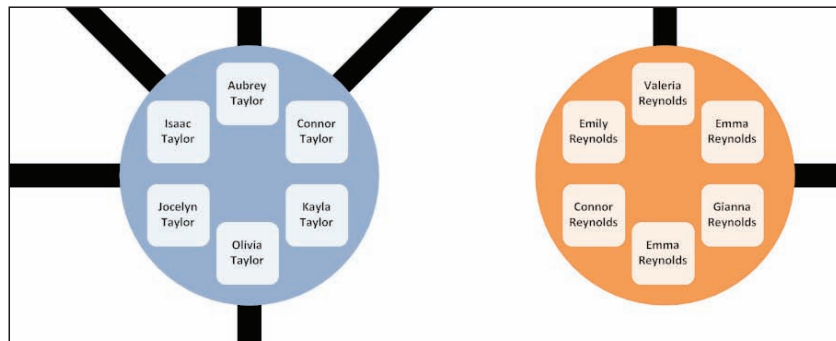 Aubrey
Taylor
Isaac
Taylor
Connor
Taylor
Jocelyn
Taylor
Kayla
Taylor
Olivia
Taylor
Valeria
Reynolds
Emily
Reynolds
Emma
Reynolds
Connor
Reynolds
Gianna
Reynolds
Emma
Reynolds